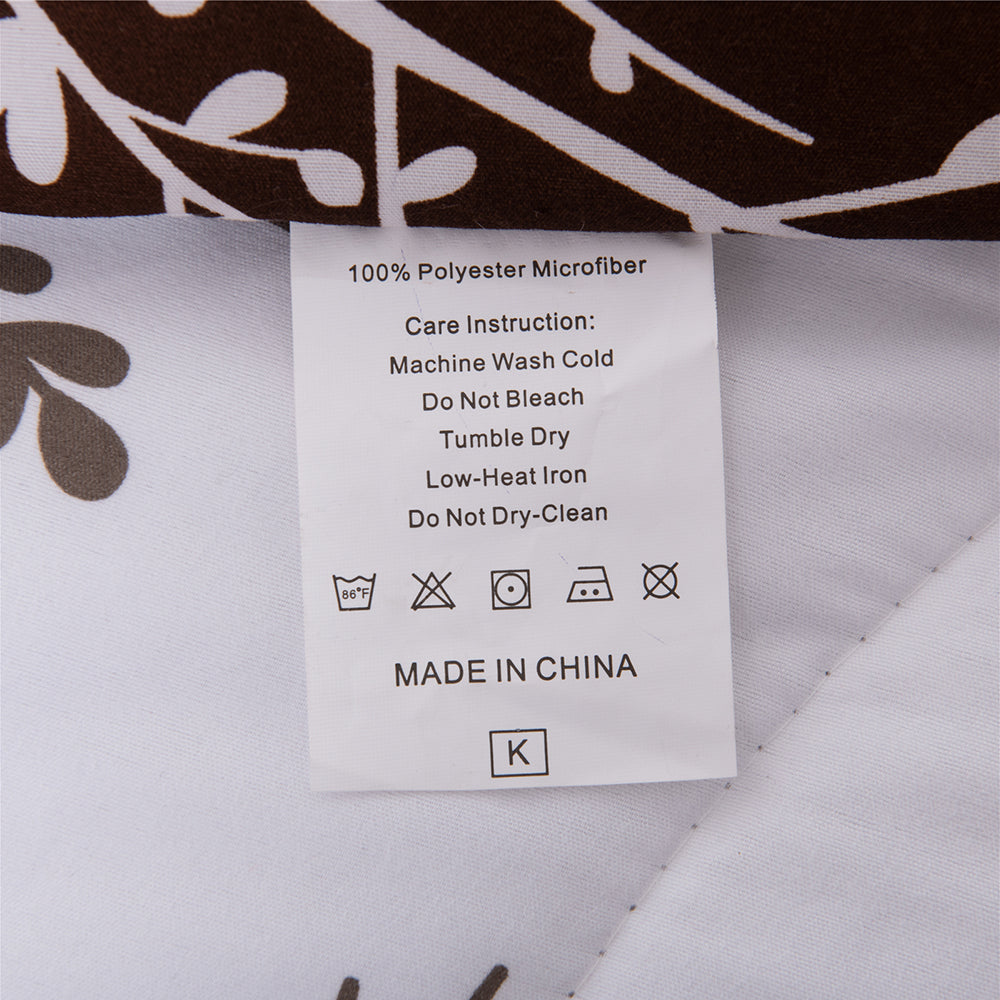 100% Polyester Microfiber
Care Instruction:
Machine Wash Cold
Do Not Bleach
Tumble Dry
Low-Heat Iron
Do Not Dry-Clean
86°F
MADE IN CHINA
K